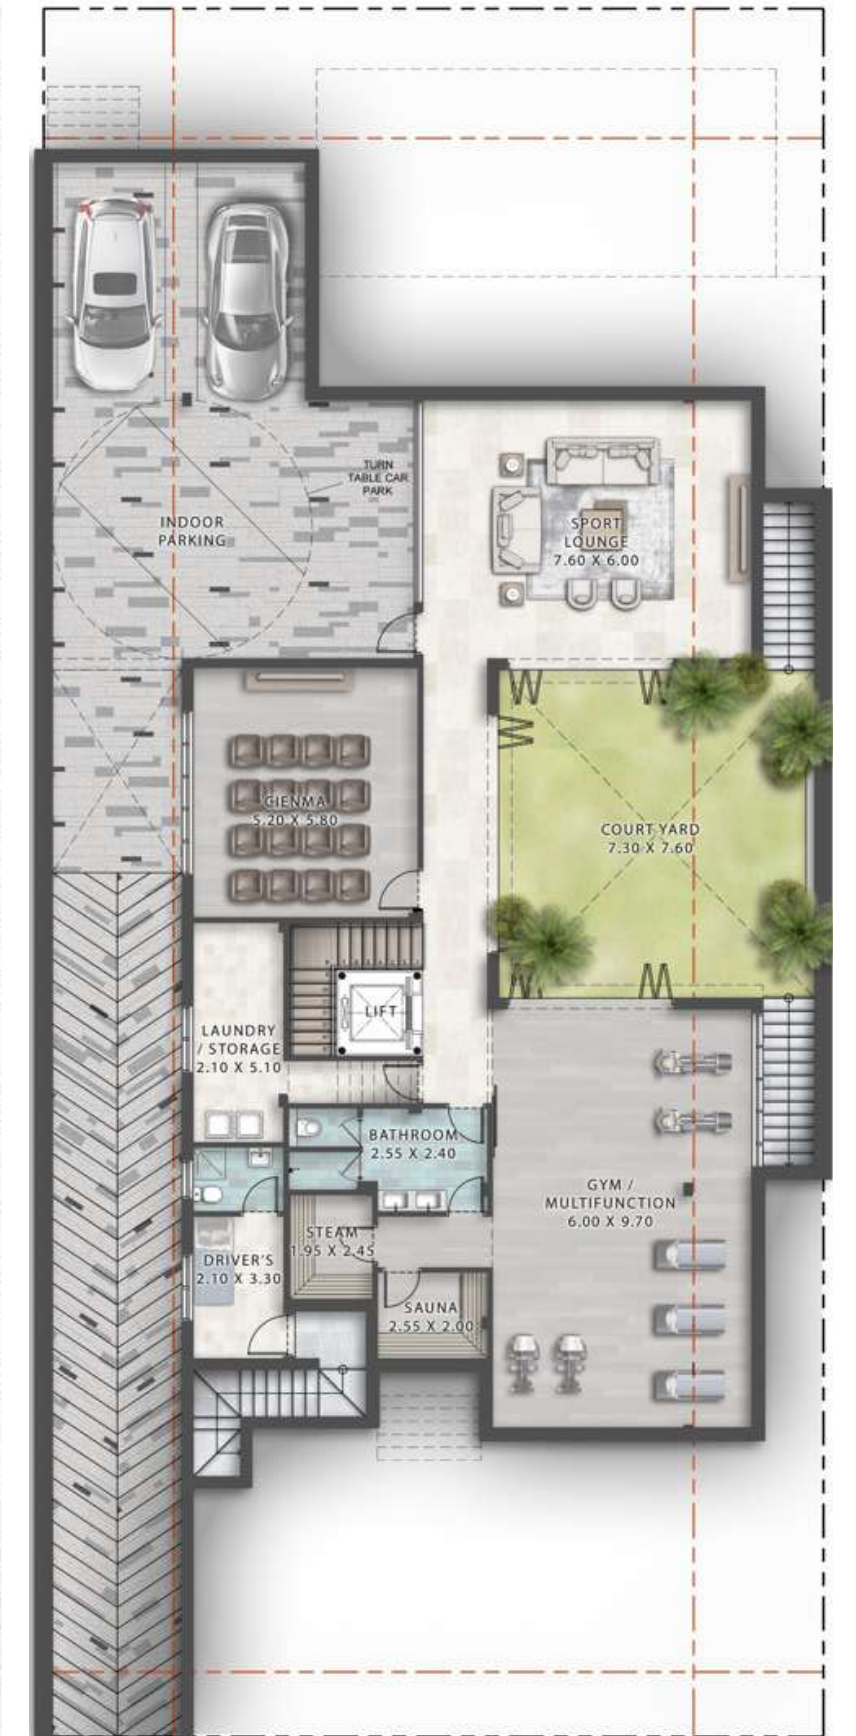 TURN
TABLE CAR
PARK
INDOOR
PARKING
SPORT
LOUNGE
7.60 X 6.00
CIENMA
5.20 X 5.80
COURT YARD
7.30 X 7.60
LIFT
LAUNDRY
/ STORAGE
2.10 X 5.10
BATHROOM
2.55 X 2.40
GYM /
MULTIFUNCTION
6.00 X 9.70
STEAM
1.95 X 2.45
DRIVER'S
2.10 X 3.30
SAUNA
2.55 X 2.00